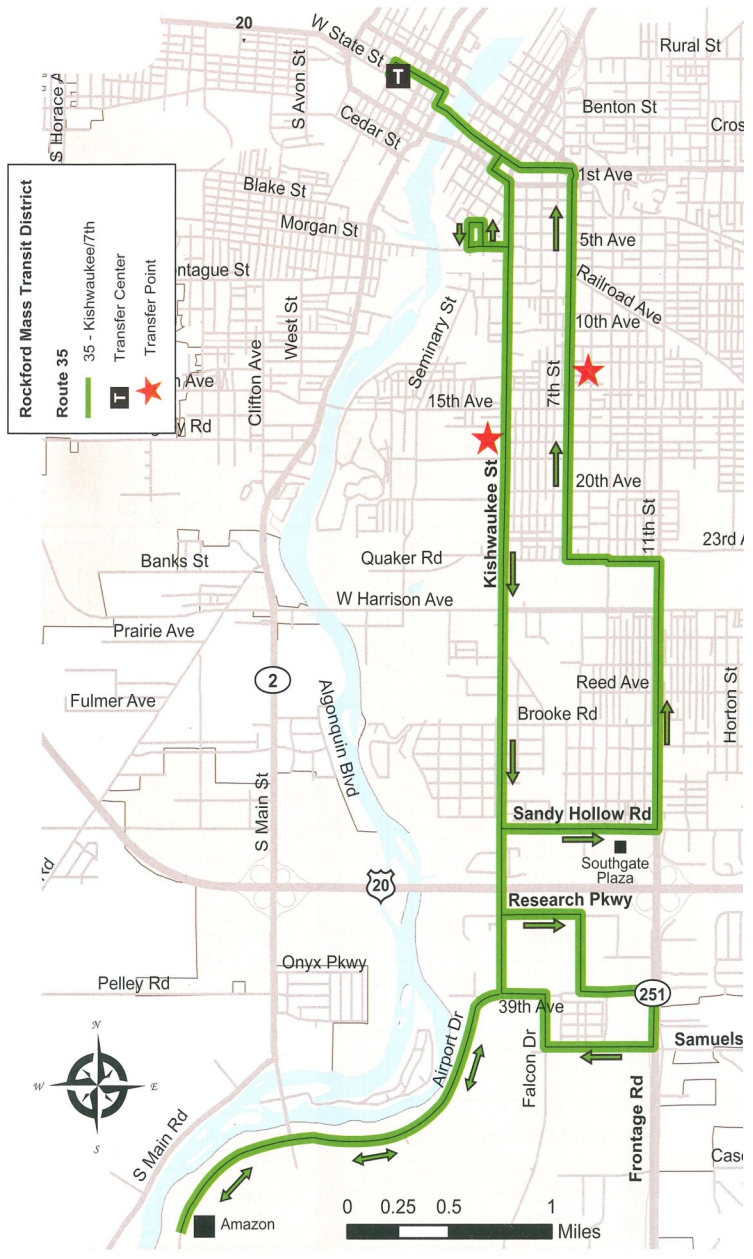 20
W State St
S Avon St
Rural St
T
S Horace A
Benton St
Cedar St
Cros
1st Ave
Rockford Mass Transit District
Route 35
35 - Kishwaukee/7th
T
Transfer Center
Transfer Point
Blake St
Morgan St
5th Ave
ontague St
Railroad Ave
West St
Seminary St
10th Ave
Clifton Ave
7th St
Ave
15th Ave
Rd
Kishwaukee St
20th Ave
11th St
23rd A
Banks St
Quaker Rd
W Harrison Ave
Prairie Ave
2
Reed Ave
Horton St
Fulmer Ave
Brooke Rd
Algonquin Blvd
S Main St
Sandy Hollow Rd
Southgate
Plaza
rd
20
Research Pkwy
Onyx Pkwy
Pelley Rd
251
39th Ave
N
W
E
S
Airport Dr
Falcon Dr
Samuels
Frontage Rd
S Main Rd
Casc
0 0.25 0.5 1
Miles
Amazon